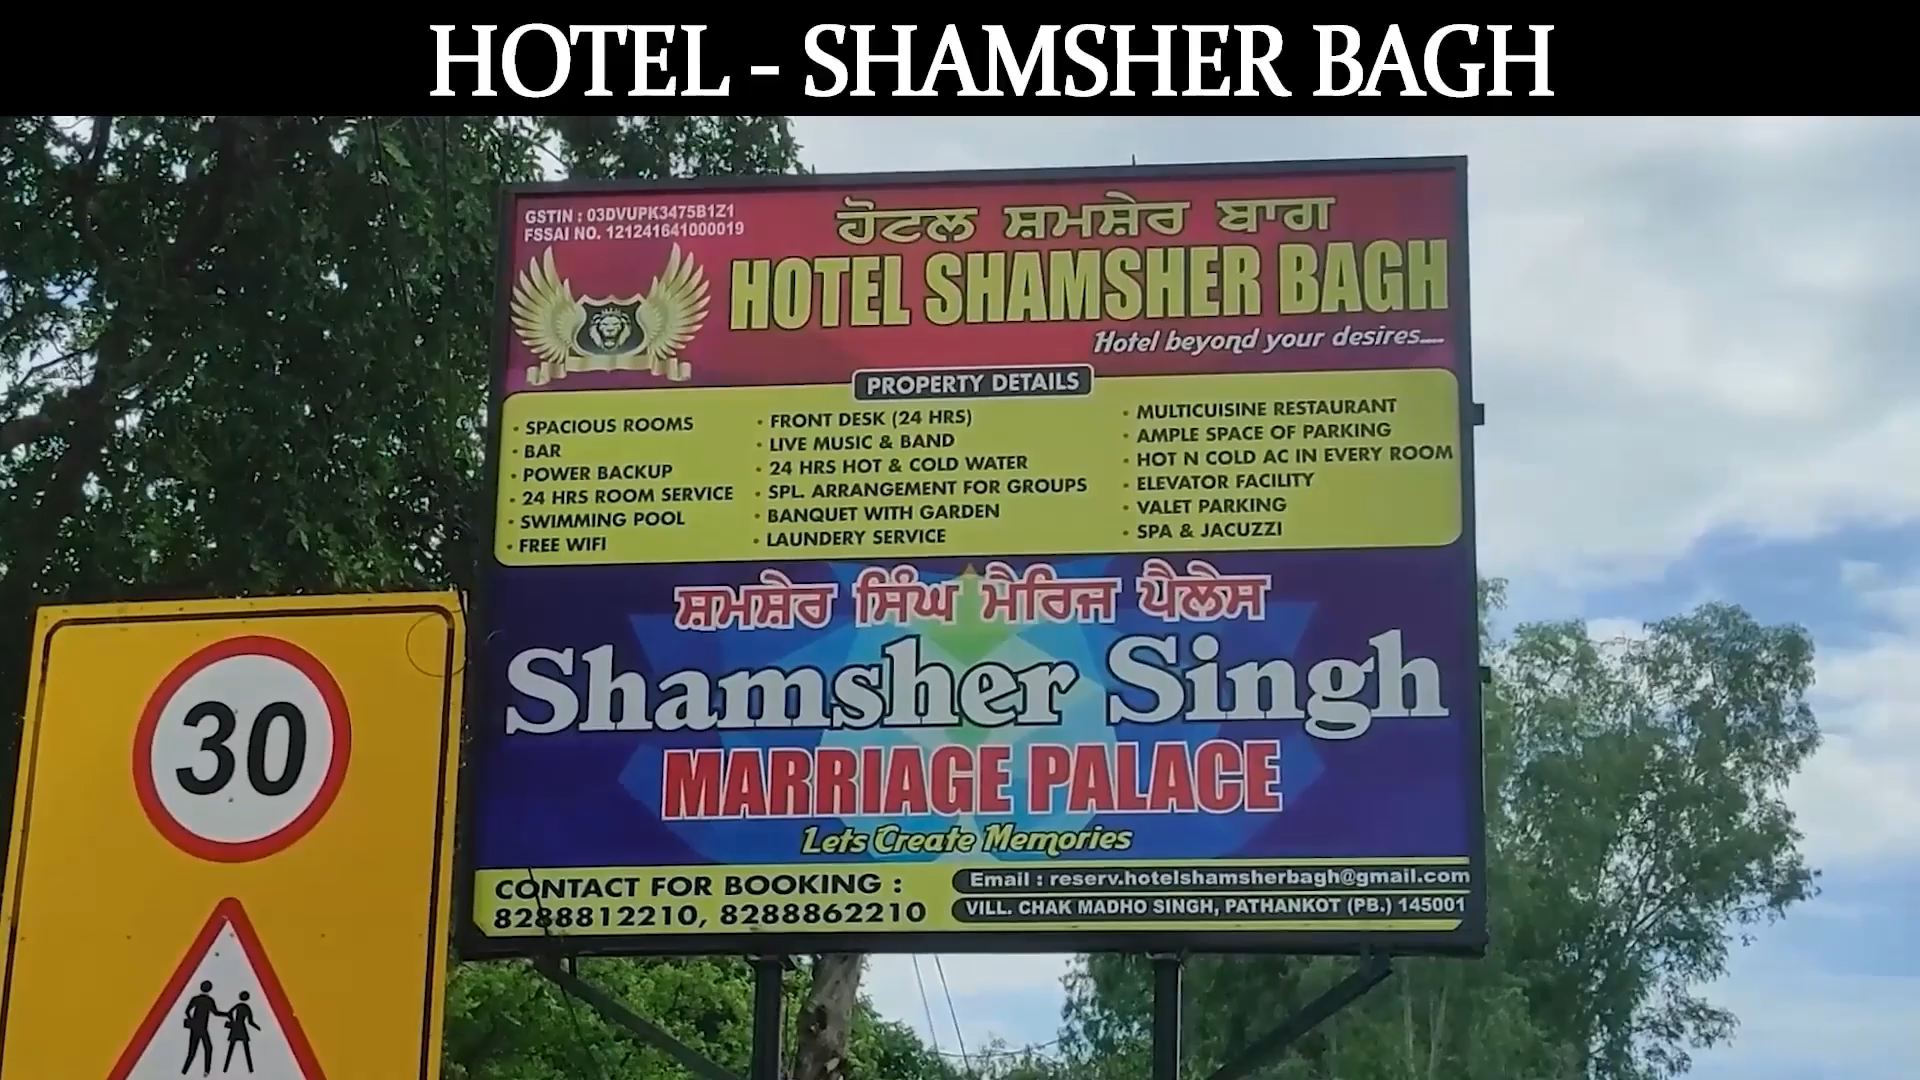 HOTEL - SHAMSHER BAGH
GSTIN : 03DVUPK3475B1Z1
FSSAI NO. 121241641000019
ਹੋਟਲ ਸ਼ਮਸ਼ੇਰ ਬਾਗ
HOTEL SHAMSHER BAGH
Hotel beyond your desires....
PROPERTY DETAILS
• SPACIOUS ROOMS
• BAR
• POWER BACKUP
• 24 HRS ROOM SERVICE
• SWIMMING POOL
• FREE WIFI
• FRONT DESK (24 HRS)
• LIVE MUSIC & BAND
• 24 HRS HOT & COLD WATER
• SPL. ARRANGEMENT FOR GROUPS
• BANQUET WITH GARDEN
• LAUNDERY SERVICE
• MULTICUISINE RESTAURANT
• AMPLE SPACE OF PARKING
• HOT N COLD AC IN EVERY ROOM
• ELEVATOR FACILITY
• VALET PARKING
• SPA & JACUZZI
ਸ਼ਮਸ਼ੇਰ ਸਿੰਘ ਮੈਰਿਜ ਪੈਲੇਸ
Shamsher Singh
MARRIAGE PALACE
Lets Create Memories
CONTACT FOR BOOKING :
8288812210, 8288862210
Email : reserv.hotelshamsherbagh@gmail.com
VILL. CHAK MADHO SINGH, PATHANKOT (PB.) 145001
30